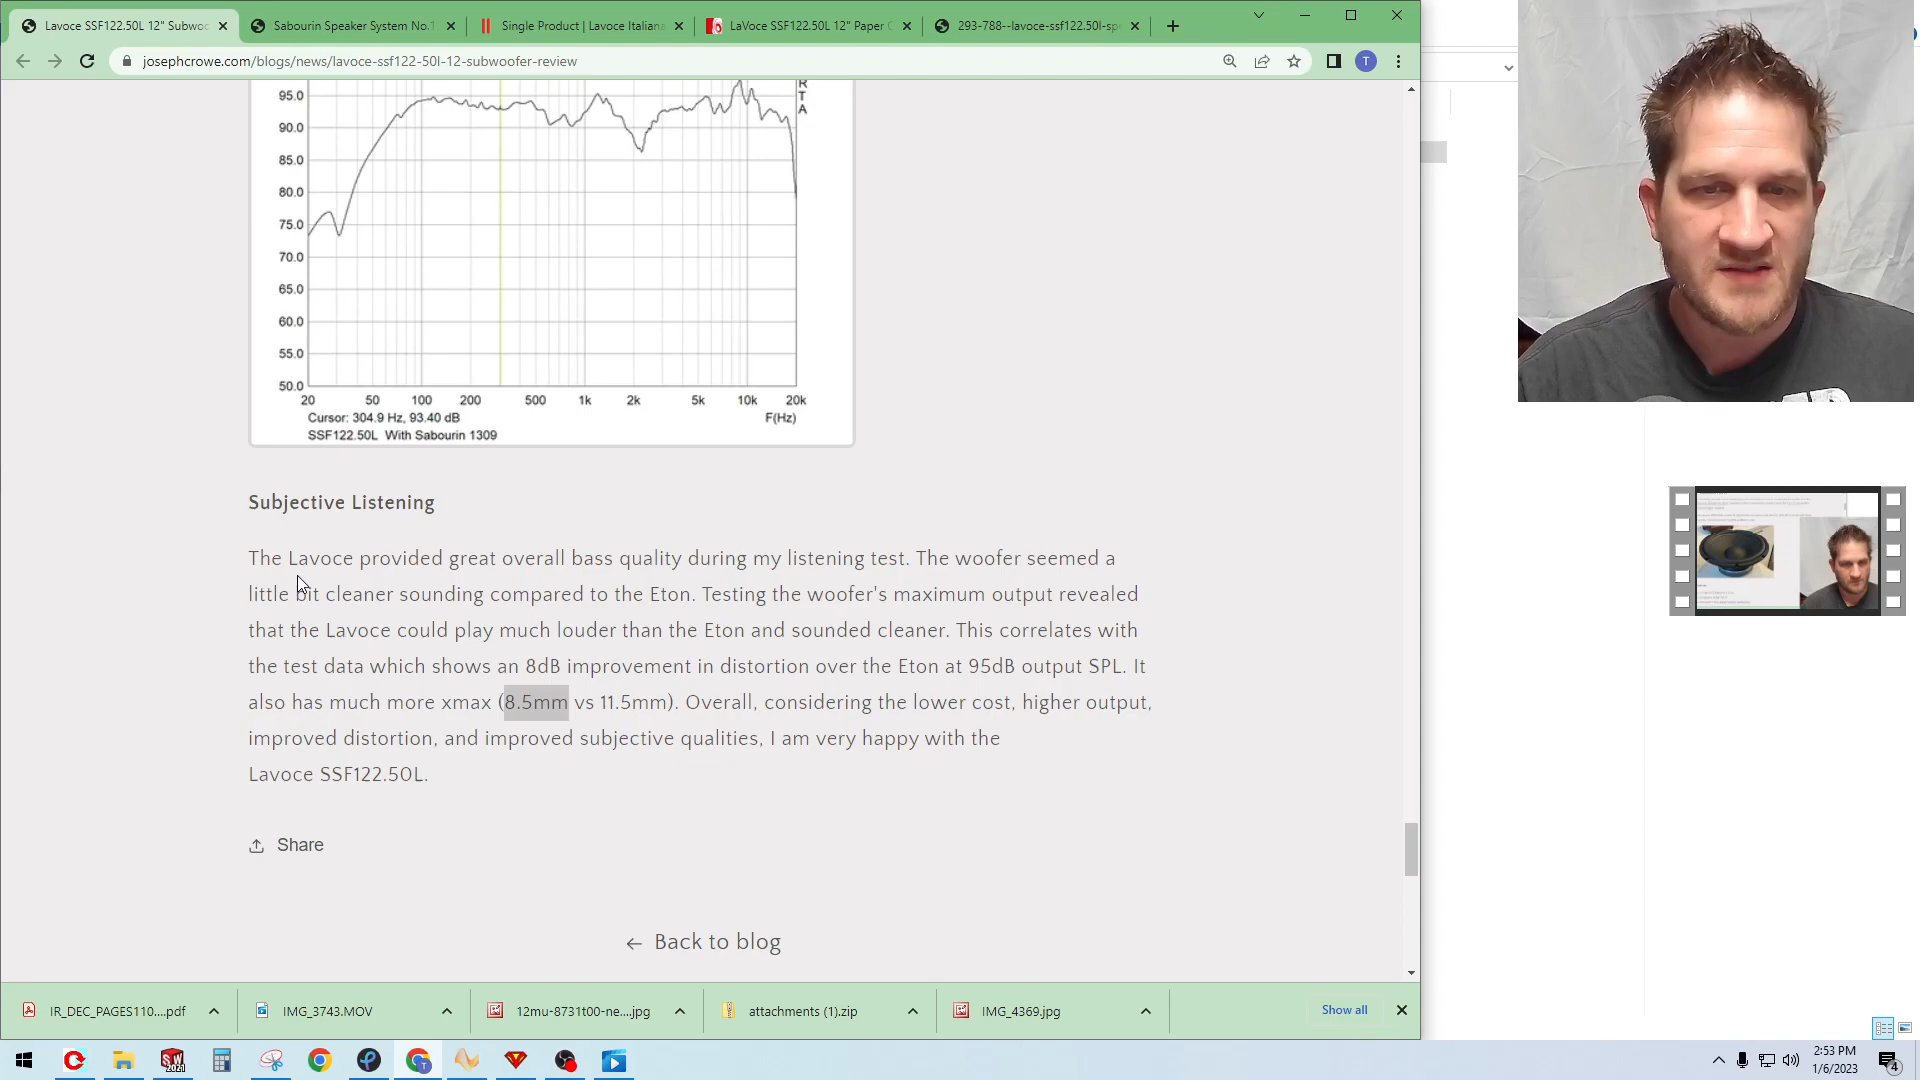 Lavoce SSF122.50L 12" Subwoo
Sabourin Speaker System No.1
Single Product | Lavoce Italiana
LaVoce SSF122.50L 12" Paper C
293-788--lavoce-ssf122.50l-spe
josephcrowe.com/blogs/news/lavoce-ssf122-50l-12-subwoofer-review
T
95.0
90.0
85.0
80.0
75.0
70.0
65.0
60.0
55.0
50.0
R
T
A
20 50 100 200 500 1k 2k 5k 10k 20k
Cursor: 304.9 Hz, 93.40 dB F(Hz)
SSF122.50L With Sabourin 1309
Subjective Listening
The Lavoce provided great overall bass quality during my listening test. The woofer seemed a
little bit cleaner sounding compared to the Eton. Testing the woofer's maximum output revealed
that the Lavoce could play much louder than the Eton and sounded cleaner. This correlates with
the test data which shows an 8dB improvement in distortion over the Eton at 95dB output SPL. It
also has much more xmax (8.5mm vs 11.5mm). Overall, considering the lower cost, higher output,
improved distortion, and improved subjective qualities, I am very happy with the
Lavoce SSF122.50L.
Share
← Back to blog
IR_DEC_PAGES110....pdf
IMG_3743.MOV
12mu-8731t00-ne....jpg
attachments (1).zip
IMG_4369.jpg
Show all
SW
2021
T
2:53 PM
1/6/2023
4